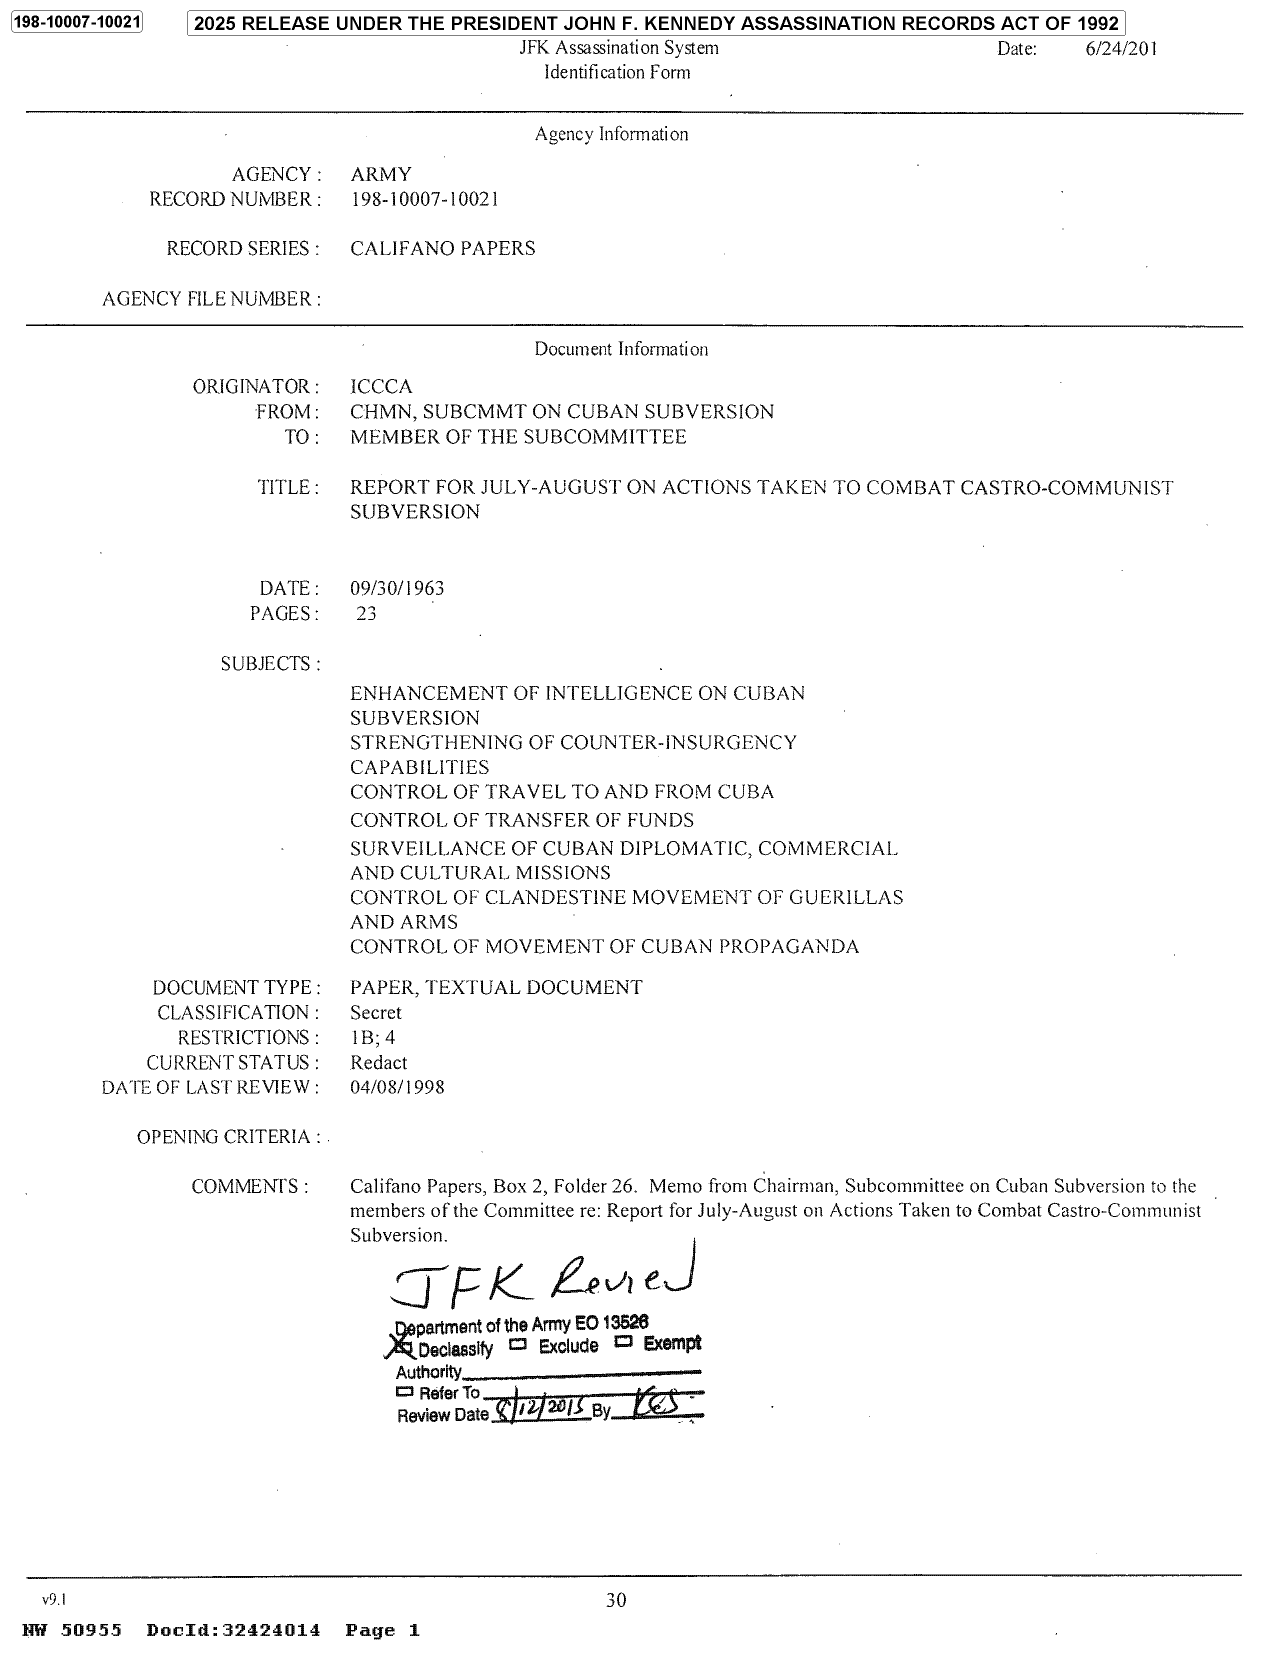 198-10007-10021
2025 RELEASE UNDER THE PRESIDENT JOHN F. KENNEDY ASSASSINATION RECORDS ACT OF 1992
JFK Assassination System
Date: 6/24/201
Identification Form
Agency Information
AGENCY : ARMY
RECORD NUMBER : 198-10007-10021
RECORD SERIES : CALIFANO PAPERS
AGENCY FILE NUMBER :
Document Information
ORIGINATOR : ICCCA
FROM : CHMN, SUBCMMT ON CUBAN SUBVERSION
TO : MEMBER OF THE SUBCOMMITTEE
TITLE : REPORT FOR JULY-AUGUST ON ACTIONS TAKEN TO COMBAT CASTRO-COMMUNIST
SUBVERSION
DATE : 09/30/1963
PAGES : 23
SUBJECTS :
ENHANCEMENT OF INTELLIGENCE ON CUBAN
SUBVERSION
STRENGTHENING OF COUNTER-INSURGENCY
CAPABILITIES
CONTROL OF TRAVEL TO AND FROM CUBA
CONTROL OF TRANSFER OF FUNDS
SURVEILLANCE OF CUBAN DIPLOMATIC, COMMERCIAL
AND CULTURAL MISSIONS
CONTROL OF CLANDESTINE MOVEMENT OF GUERILLAS
AND ARMS
CONTROL OF MOVEMENT OF CUBAN PROPAGANDA
DOCUMENT TYPE : PAPER, TEXTUAL DOCUMENT
CLASSIFICATION : Secret
RESTRICTIONS : 1B; 4
CURRENT STATUS : Redact
DATE OF LAST REVIEW : 04/08/1998
OPENING CRITERIA :
COMMENTS : Califano Papers, Box 2, Folder 26. Memo from Chairman, Subcommittee on Cuban Subversion to the
members of the Committee re: Report for July-August on Actions Taken to Combat Castro-Communist
Subversion.
JFK
Department of the Army EO 13526
Declassify Exclude Exempt
Authority
Refer To
Review Date 8/12/2015 By KES
v9.1
30
NW 50955 DocId:32424014 Page 1